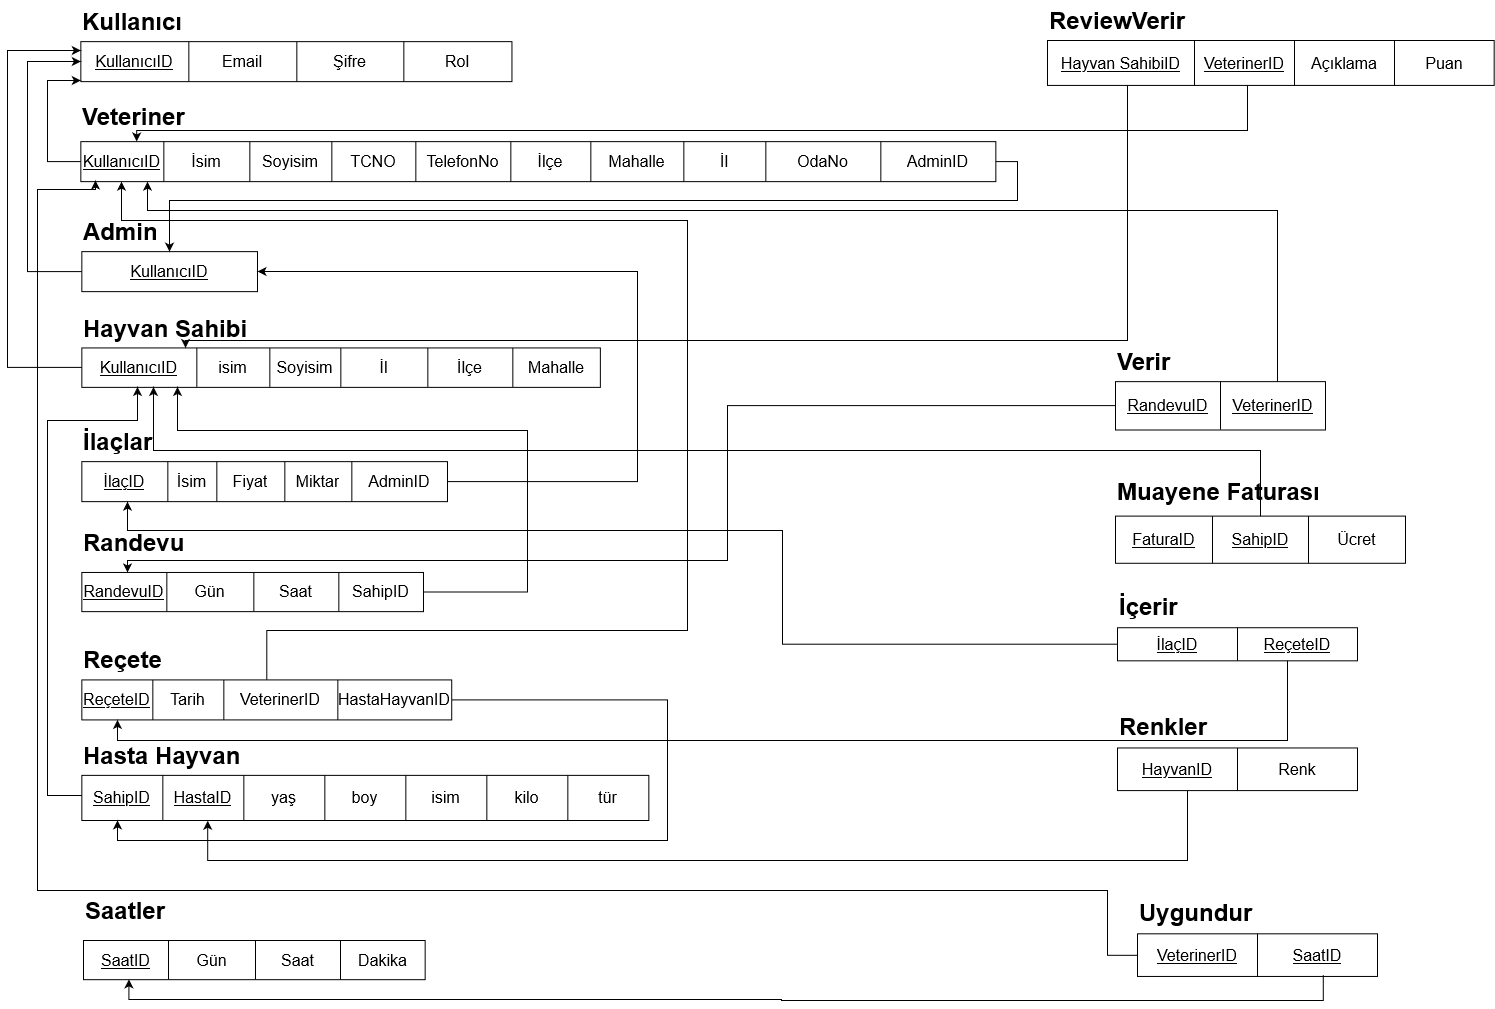 Kullanıcı
KullanıcıID Email Şifre Rol
ReviewVerir
Hayvan SahibiID VeterinerID Açıklama Puan
Veteriner
KullanıcıID İsim Soyisim TCNO TelefonNo İlçe Mahalle İl OdaNo AdminID
Admin
KullanıcıID
Hayvan Sahibi
KullanıcıID isim Soyisim İl İlçe Mahalle
Verir
RandevuID VeterinerID
İlaçlar
İlaçID İsim Fiyat Miktar AdminID
Muayene Faturası
FaturaID SahipID Ücret
Randevu
RandevuID Gün Saat SahipID
İçerir
İlaçID ReçeteID
Reçete
ReçeteID Tarih VeterinerID HastaHayvanID
Renkler
HayvanID Renk
Hasta Hayvan
SahipID HastaID yaş boy isim kilo tür
Saatler
SaatID Gün Saat Dakika
Uygundur
VeterinerID SaatID